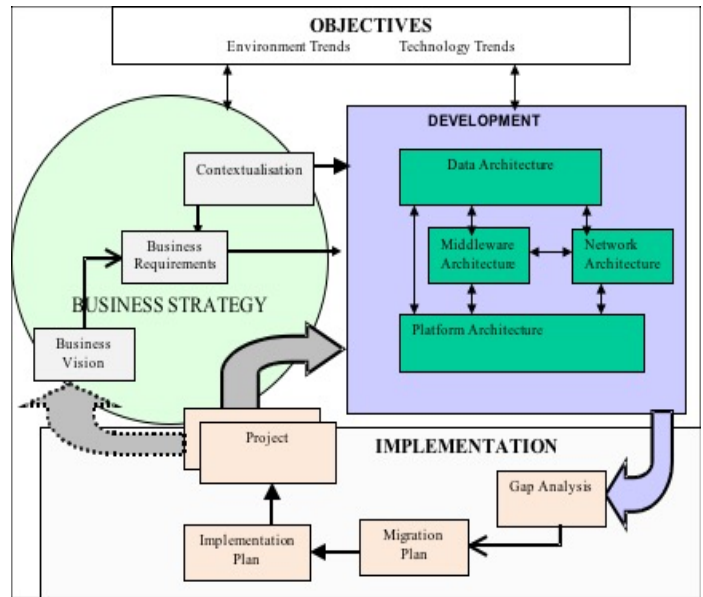 OBJECTIVES
Environment Trends Technology Trends
DEVELOPMENT
Contextualisation
Data Architecture
Business
Requirements
Middleware
Architecture
Network
Architecture
BUSINESS STRATEGY
Platform Architecture
Business
Vision
Project
IMPLEMENTATION
Gap Analysis
Implementation
Plan
Migration
Plan